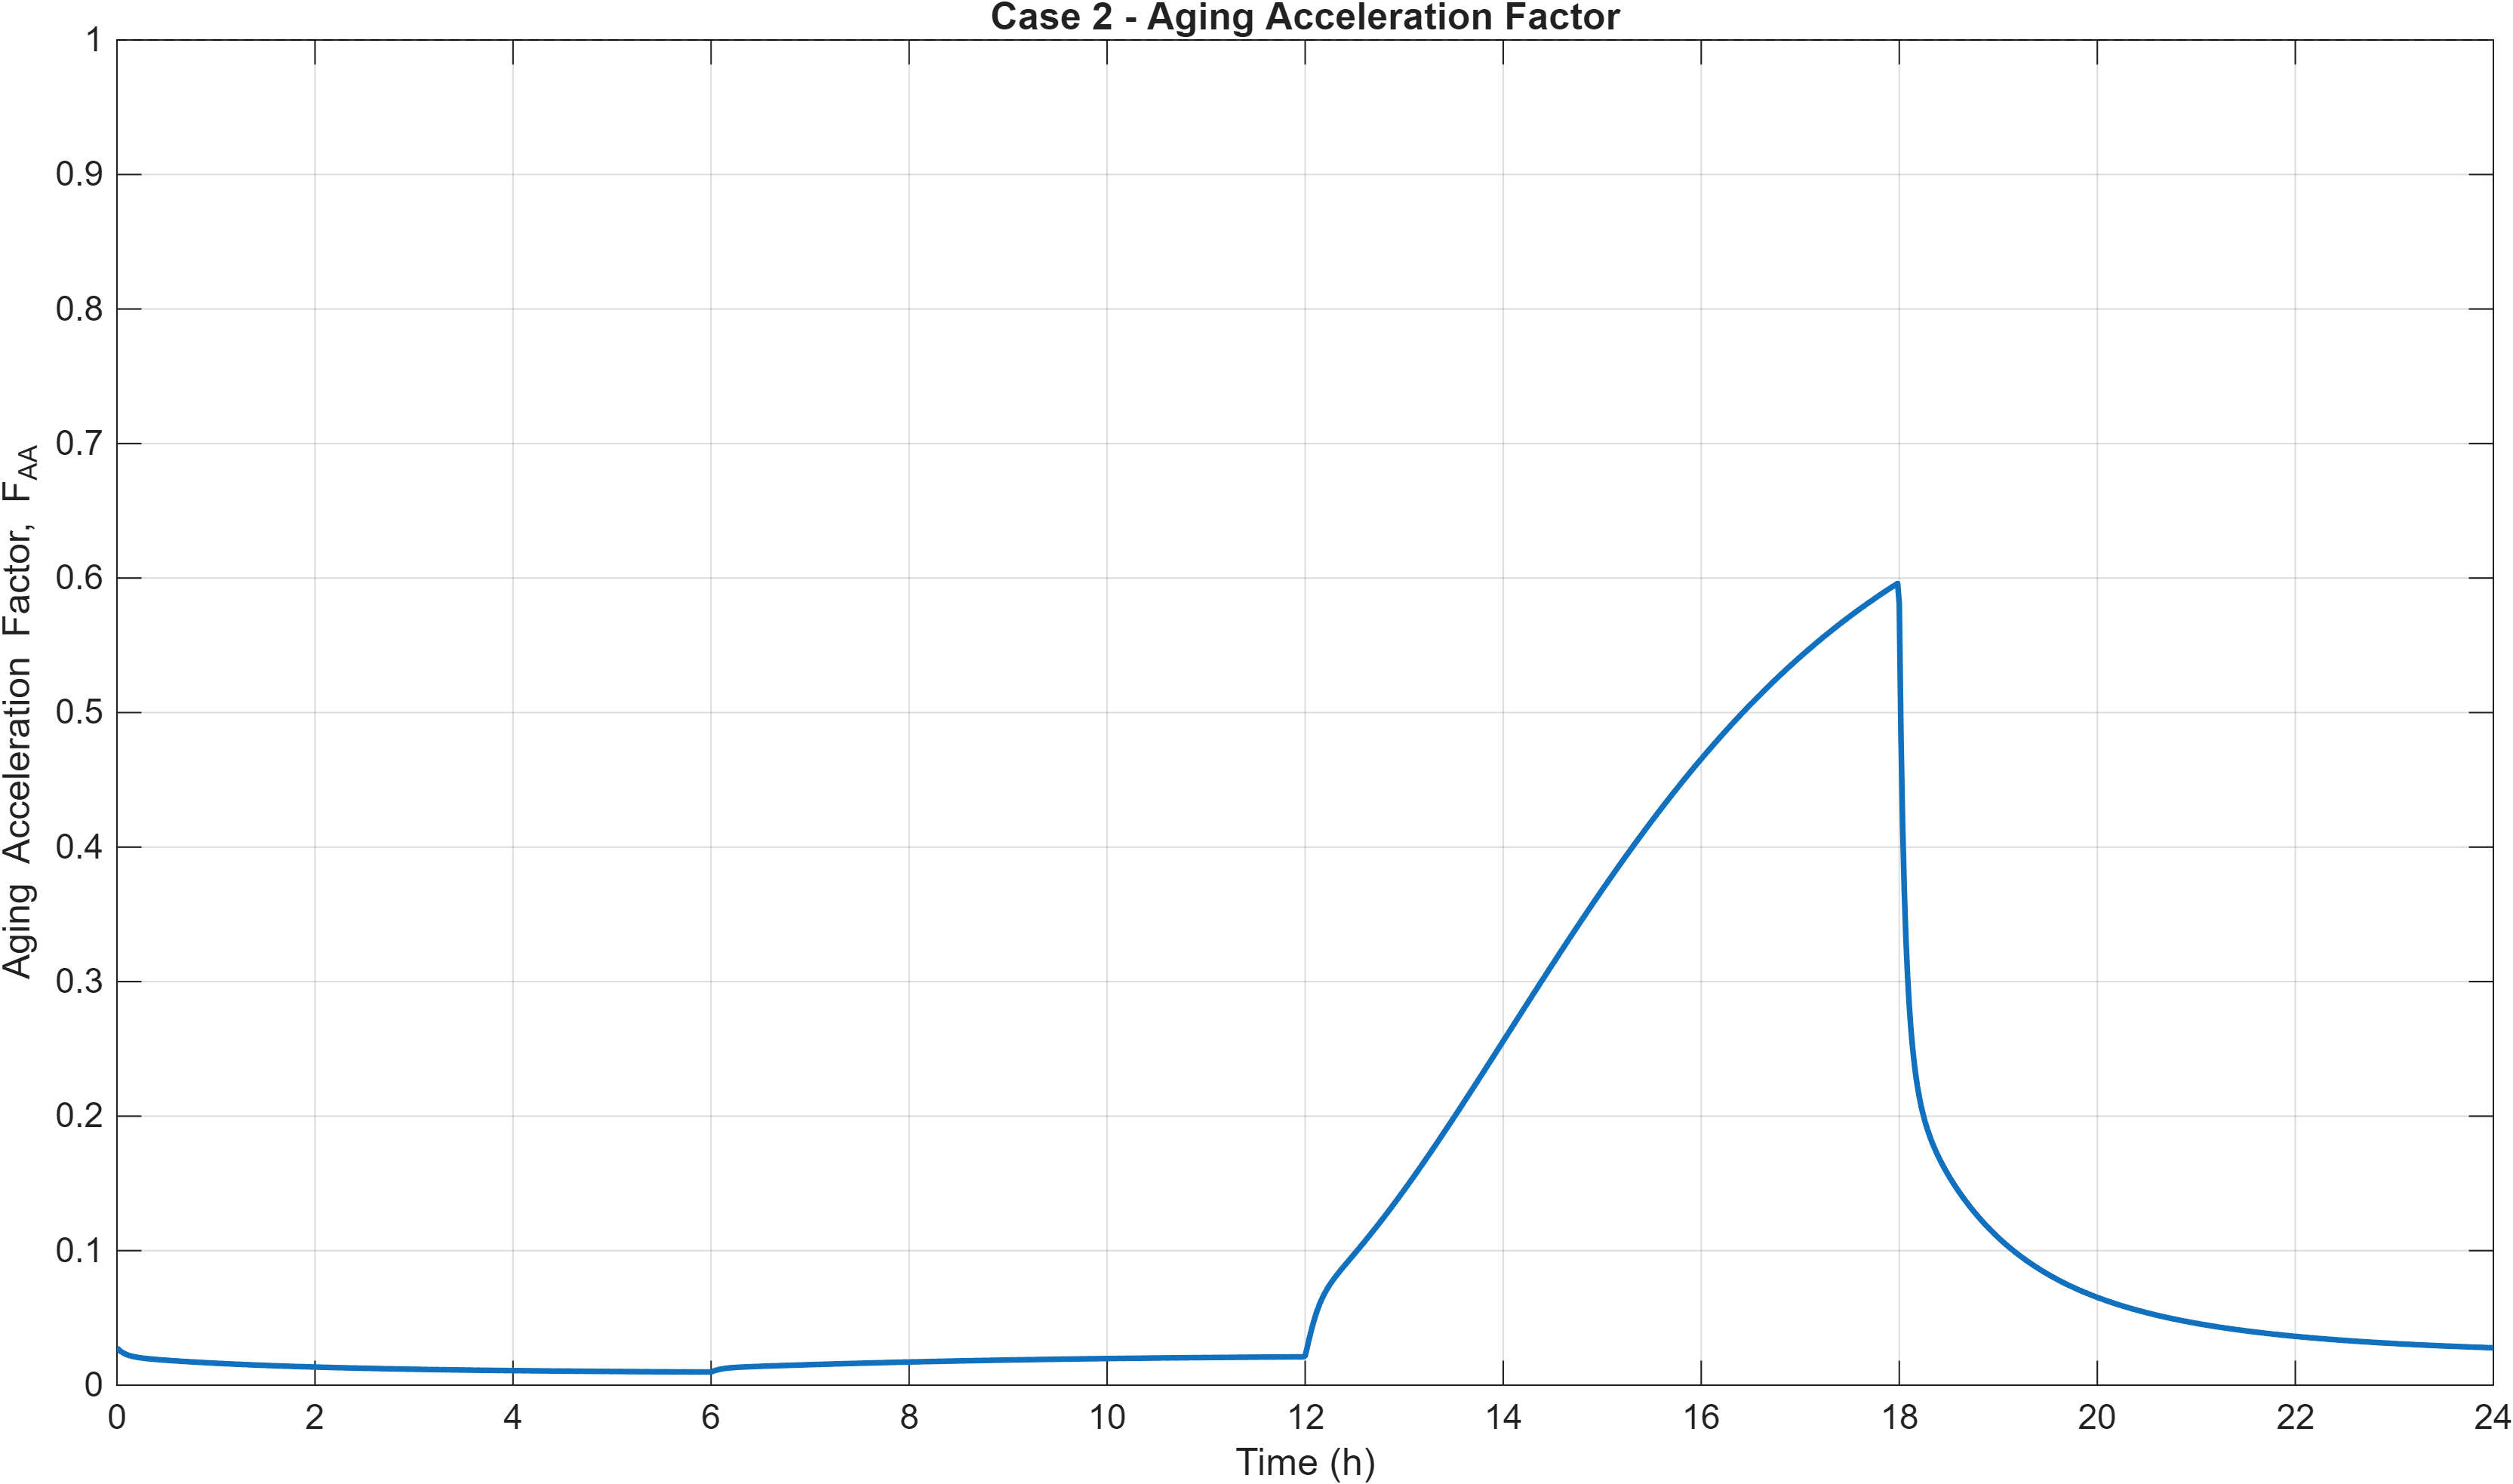 Case 2 - Aging Acceleration Factor
1
0.9
0.8
0.7
0.6
0.5
0.4
0.3
0.2
0.1
0
Aging Acceleration Factor, FAA
0 2 4 6 8 10 12 14 16 18 20 22 24
Time (h)